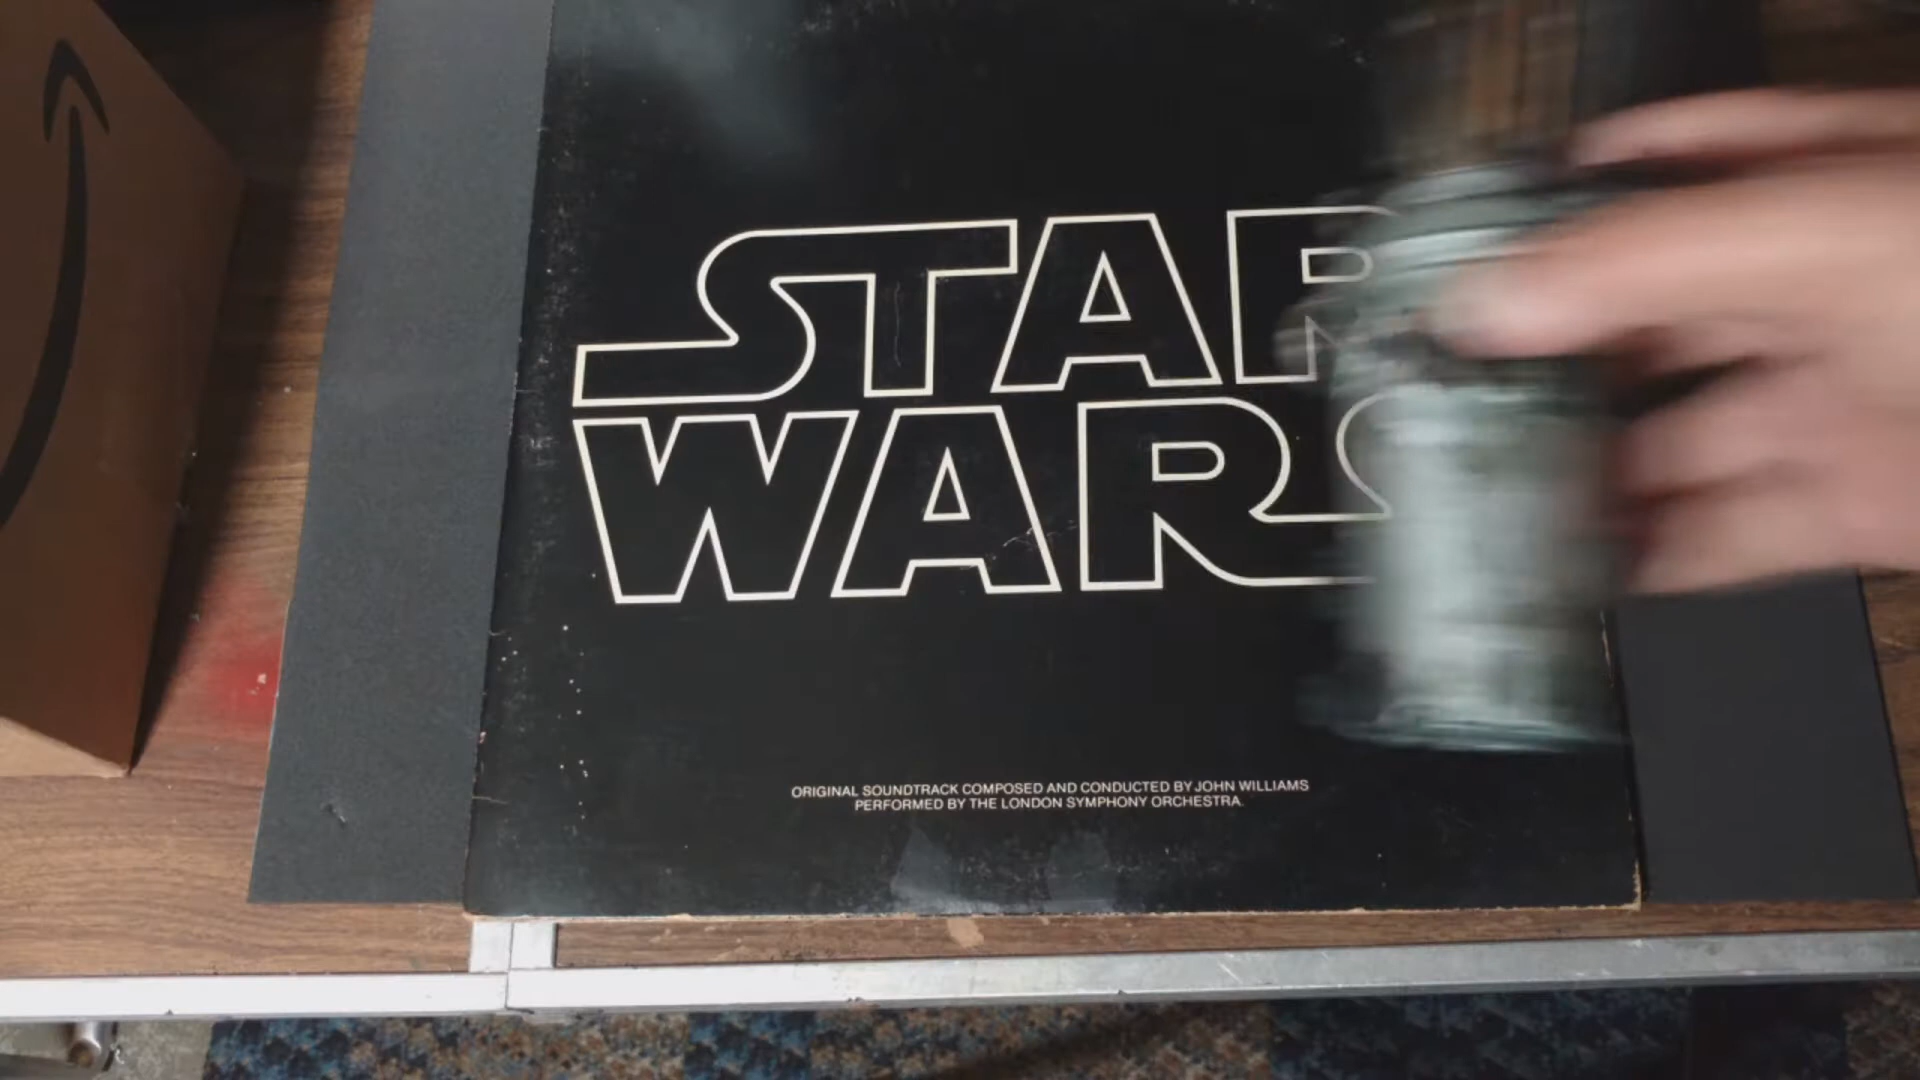 STAR
WARS
ORIGINAL SOUNDTRACK COMPOSED AND CONDUCTED BY JOHN WILLIAMS
PERFORMED BY THE LONDON SYMPHONY ORCHESTRA.